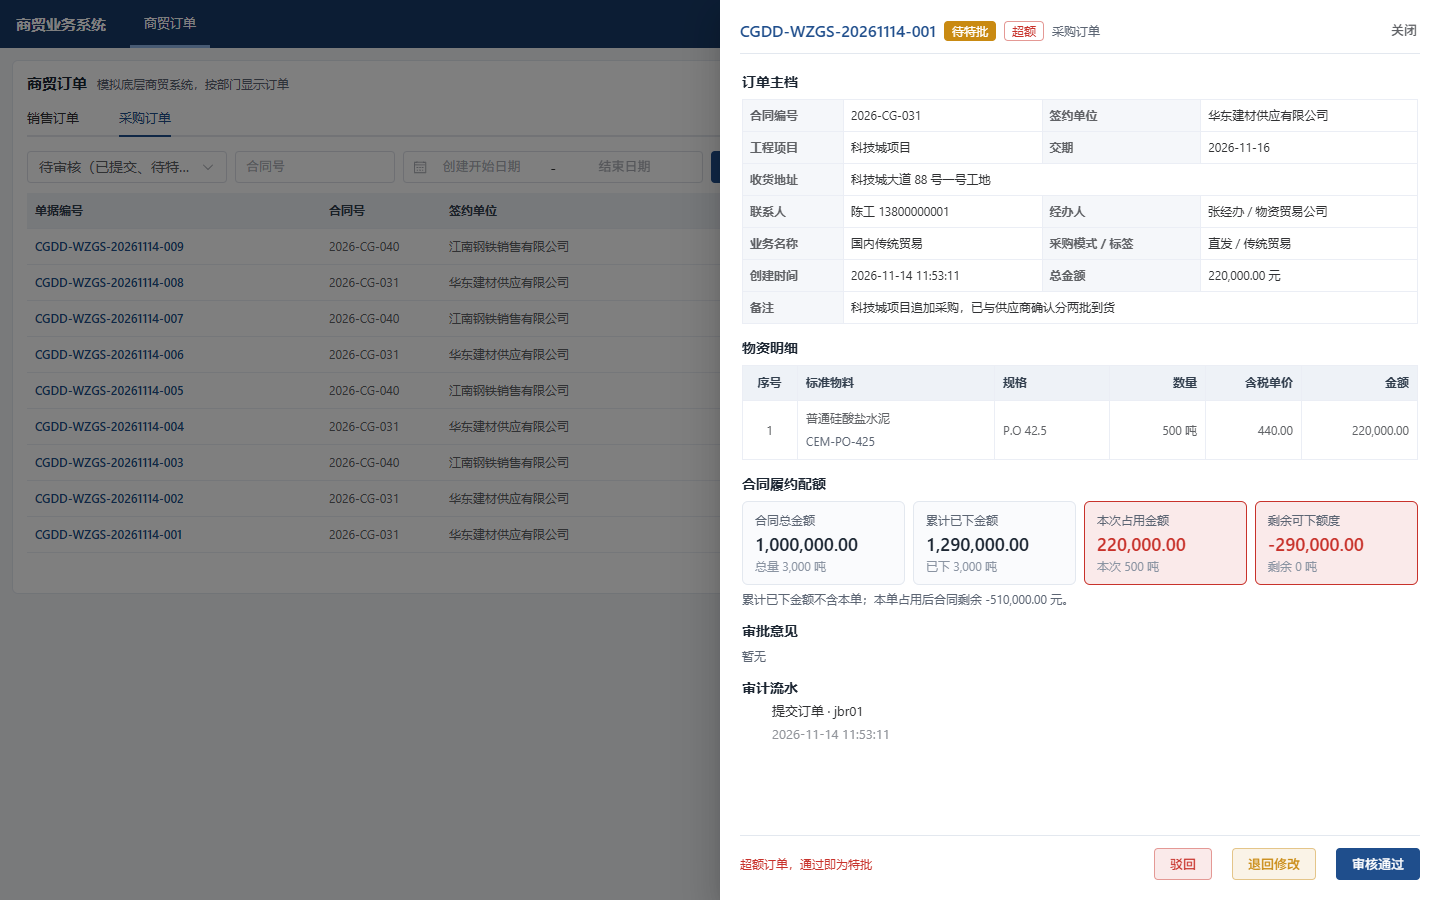 商贸业务系统
商贸订单
商贸订单 模拟底层商贸系统，按部门显示订单
销售订单 采购订单
待审核（已提交、待特... 合同号 创建开始日期 - 结束日期
单据编号 合同号 签约单位
CGDD-WZGS-20261114-009 2026-CG-040 江南钢铁销售有限公司
CGDD-WZGS-20261114-008 2026-CG-031 华东建材供应有限公司
CGDD-WZGS-20261114-007 2026-CG-040 江南钢铁销售有限公司
CGDD-WZGS-20261114-006 2026-CG-031 华东建材供应有限公司
CGDD-WZGS-20261114-005 2026-CG-040 江南钢铁销售有限公司
CGDD-WZGS-20261114-004 2026-CG-031 华东建材供应有限公司
CGDD-WZGS-20261114-003 2026-CG-040 江南钢铁销售有限公司
CGDD-WZGS-20261114-002 2026-CG-031 华东建材供应有限公司
CGDD-WZGS-20261114-001 2026-CG-031 华东建材供应有限公司
CGDD-WZGS-20261114-001 待特批 超额 采购订单 关闭
订单主档
合同编号 2026-CG-031 签约单位 华东建材供应有限公司
工程项目 科技城项目 交期 2026-11-16
收货地址 科技城大道 88 号一号工地
联系人 陈工 13800000001 经办人 张经办 / 物资贸易公司
业务名称 国内传统贸易 采购模式 / 标签 直发 / 传统贸易
创建时间 2026-11-14 11:53:11 总金额 220,000.00 元
备注 科技城项目追加采购，已与供应商确认分两批到货
物资明细
序号 标准物料 规格 数量 含税单价 金额
1 普通硅酸盐水泥 P.O 42.5 500 吨 440.00 220,000.00
CEM-PO-425
合同履约配额
合同总金额 累计已下金额 本次占用金额 剩余可下额度
1,000,000.00 1,290,000.00 220,000.00 -290,000.00
总量 3,000 吨 已下 3,000 吨 本次 500 吨 剩余 0 吨
累计已下金额不含本单；本单占用后合同剩余 -510,000.00 元。
审批意见
暂无
审计流水
提交订单 · jbr01
2026-11-14 11:53:11
超额订单，通过即为特批 驳回 退回修改 审核通过